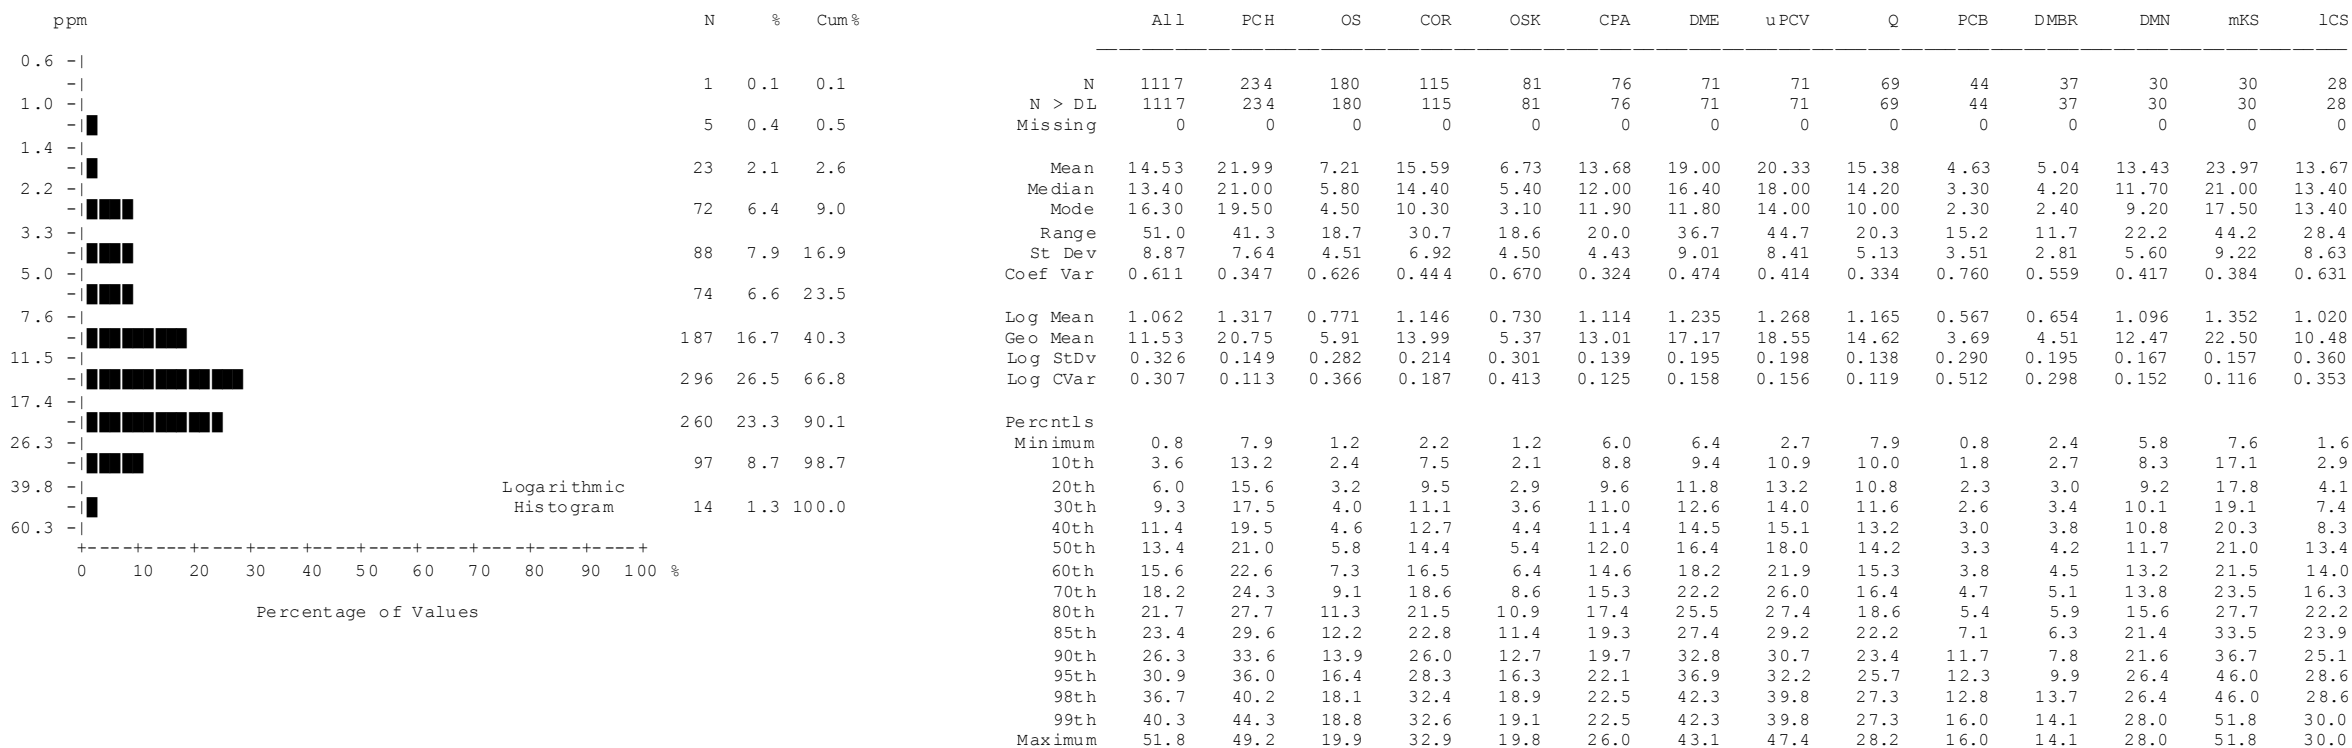 ppm N % Cum% All PCH OS COR OSK CPA DME uPCV Q PCB DMBR DMN mKS lCS
0.6
1 0.1 0.1 N 1117 234 180 115 81 76 71 71 69 44 37 30 30 28
1.0 N > DL 1117 234 180 115 81 76 71 71 69 44 37 30 30 28
5 0.4 0.5 Missing 0 0 0 0 0 0 0 0 0 0 0 0 0 0
1.4
23 2.1 2.6 Mean 14.53 21.99 7.21 15.59 6.73 13.68 19.00 20.33 15.38 4.63 5.04 13.43 23.97 13.67
2.2 Median 13.40 21.00 5.80 14.40 5.40 12.00 16.40 18.00 14.20 3.30 4.20 11.70 21.00 13.40
72 6.4 9.0 Mode 16.30 19.50 4.50 10.30 3.10 11.90 11.80 14.00 10.00 2.30 2.40 9.20 17.50 13.40
3.3 Range 51.0 41.3 18.7 30.7 18.6 20.0 36.7 44.7 20.3 15.2 11.7 22.2 44.2 28.4
88 7.9 16.9 St Dev 8.87 7.64 4.51 6.92 4.50 4.43 9.01 8.41 5.13 3.51 2.81 5.60 9.22 8.63
5.0 Coef Var 0.611 0.347 0.626 0.444 0.670 0.324 0.474 0.414 0.334 0.760 0.559 0.417 0.384 0.631
74 6.6 23.5
7.6 Log Mean 1.062 1.317 0.771 1.146 0.730 1.114 1.235 1.268 1.165 0.567 0.654 1.096 1.352 1.020
187 16.7 40.3 Geo Mean 11.53 20.75 5.91 13.99 5.37 13.01 17.17 18.55 14.62 3.69 4.51 12.47 22.50 10.48
11.5 Log StDv 0.326 0.149 0.282 0.214 0.301 0.139 0.195 0.198 0.138 0.290 0.195 0.167 0.157 0.360
296 26.5 66.8 Log CVar 0.307 0.113 0.366 0.187 0.413 0.125 0.158 0.156 0.119 0.512 0.298 0.152 0.116 0.353
17.4
260 23.3 90.1 Percntls
26.3 Minimum 0.8 7.9 1.2 2.2 1.2 6.0 6.4 2.7 7.9 0.8 2.4 5.8 7.6 1.6
97 8.7 98.7 10th 3.6 13.2 2.4 7.5 2.1 8.8 9.4 10.9 10.0 1.8 2.7 8.3 17.1 2.9
39.8 Logarithmic 20th 6.0 15.6 3.2 9.5 2.9 9.6 11.8 13.2 10.8 2.3 3.0 9.2 17.8 4.1
Histogram 14 1.3 100.0 30th 9.3 17.5 4.0 11.1 3.6 11.0 12.6 14.0 11.6 2.6 3.4 10.1 19.1 7.4
60.3 40th 11.4 19.5 4.6 12.7 4.4 11.4 14.5 15.1 13.2 3.0 3.8 10.8 20.3 8.3
50th 13.4 21.0 5.8 14.4 5.4 12.0 16.4 18.0 14.2 3.3 4.2 11.7 21.0 13.4
0 10 20 30 40 50 60 70 80 90 100 % 60th 15.6 22.6 7.3 16.5 6.4 14.6 18.2 21.9 15.3 3.8 4.5 13.2 21.5 14.0
70th 18.2 24.3 9.1 18.6 8.6 15.3 22.2 26.0 16.4 4.7 5.1 13.8 23.5 16.3
Percentage of Values 80th 21.7 27.7 11.3 21.5 10.9 17.4 25.5 27.4 18.6 5.4 5.9 15.6 27.7 22.2
85th 23.4 29.6 12.2 22.8 11.4 19.3 27.4 29.2 22.2 7.1 6.3 21.4 33.5 23.9
90th 26.3 33.6 13.9 26.0 12.7 19.7 32.8 30.7 23.4 11.7 7.8 21.6 36.7 25.1
95th 30.9 36.0 16.4 28.3 16.3 22.1 36.9 32.2 25.7 12.3 9.9 26.4 46.0 28.6
98th 36.7 40.2 18.1 32.4 18.9 22.5 42.3 39.8 27.3 12.8 13.7 26.4 46.0 28.6
99th 40.3 44.3 18.8 32.6 19.1 22.5 42.3 39.8 27.3 16.0 14.1 28.0 51.8 30.0
Maximum 51.8 49.2 19.9 32.9 19.8 26.0 43.1 47.4 28.2 16.0 14.1 28.0 51.8 30.0